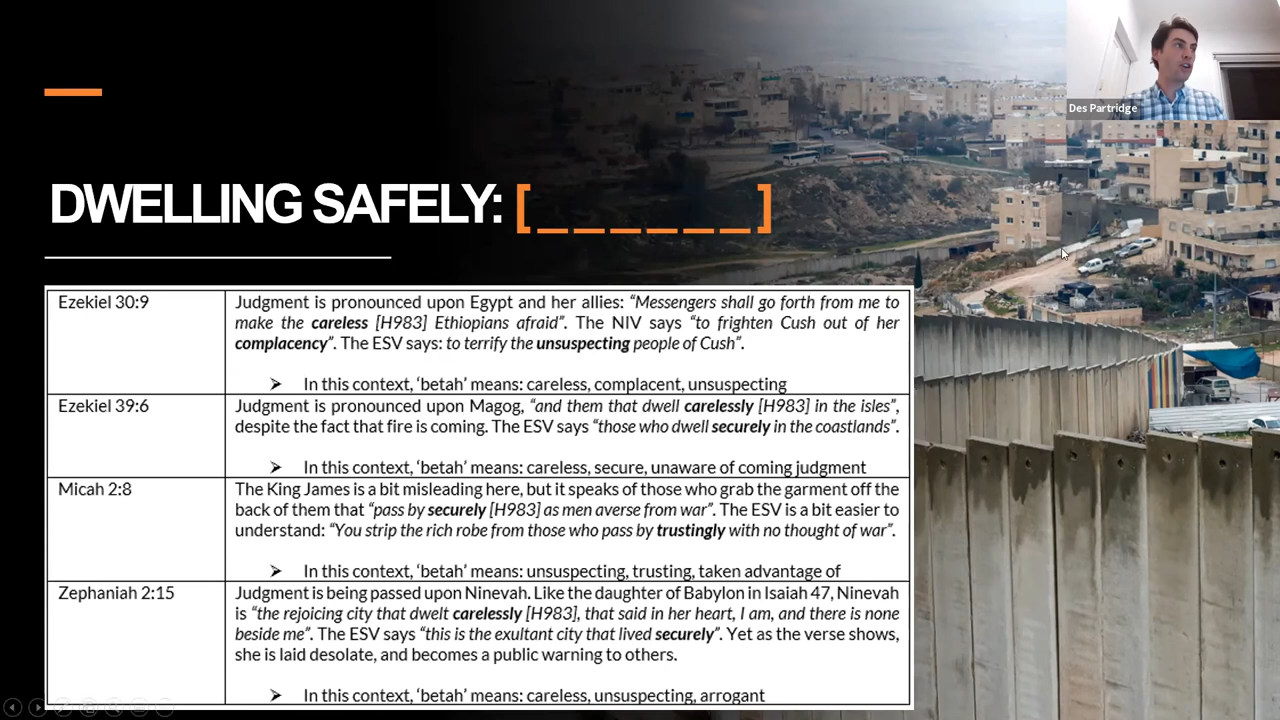 Des Partridge
DWELLING SAFELY: [_ _ _ _ _ _]
Ezekiel 30:9
Judgment is pronounced upon Egypt and her allies: “Messengers shall go forth from me to
make the careless [H983] Ethiopians afraid”. The NIV says “to frighten Cush out of her
complacency”. The ESV says: to terrify the unsuspecting people of Cush”.
➢ In this context, ‘betah’ means: careless, complacent, unsuspecting
Ezekiel 39:6
Judgment is pronounced upon Magog, “and them that dwell carelessly [H983] in the isles”,
despite the fact that fire is coming. The ESV says “those who dwell securely in the coastlands”.
➢ In this context, ‘betah’ means: careless, secure, unaware of coming judgment
Micah 2:8
The King James is a bit misleading here, but it speaks of those who grab the garment off the
back of them that “pass by securely [H983] as men averse from war”. The ESV is a bit easier to
understand: “You strip the rich robe from those who pass by trustingly with no thought of war”.
➢ In this context, ‘betah’ means: unsuspecting, trusting, taken advantage of
Zephaniah 2:15
Judgment is being passed upon Ninevah. Like the daughter of Babylon in Isaiah 47, Ninevah
is “the rejoicing city that dwelt carelessly [H983], that said in her heart, I am, and there is none
beside me”. The ESV says “this is the exultant city that lived securely”. Yet as the verse shows,
she is laid desolate, and becomes a public warning to others.
➢ In this context, ‘betah’ means: careless, unsuspecting, arrogant